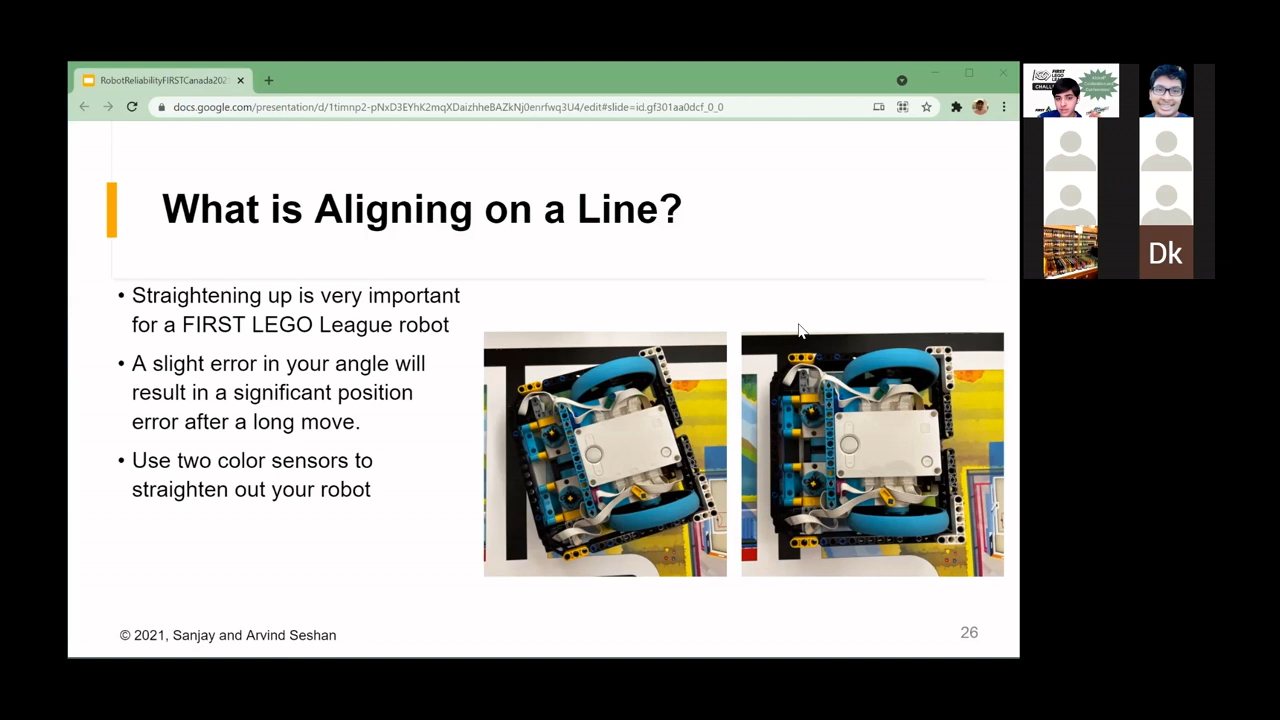 RobotReliabilityFIRSTCanada202
docs.google.com/presentation/d/1timnp2-pNxD3EYhK2mqXDaizhheBAZkNj0enrfwq3U4/edit#slide=id.gf301aa0dcf_0_0
What is Aligning on a Line?
• Straightening up is very important
for a FIRST LEGO League robot
• A slight error in your angle will
result in a significant position
error after a long move.
• Use two color sensors to
straighten out your robot
© 2021, Sanjay and Arvind Seshan
26
Dk